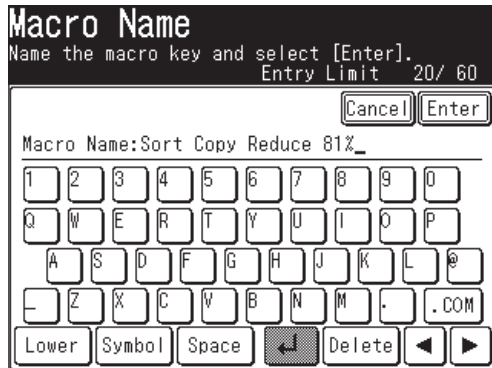 Macro Name
Name the macro key and select [Enter].
Entry Limit 20/ 60
Cancel Enter
Macro Name:Sort Copy Reduce 81%_
1 2 3 4 5 6 7 8 9 0
Q W E R T Y U I O P
A S D F G H J K L @
_ Z X C V B N M . .COM
Lower Symbol Space ↵ Delete ◄ ►